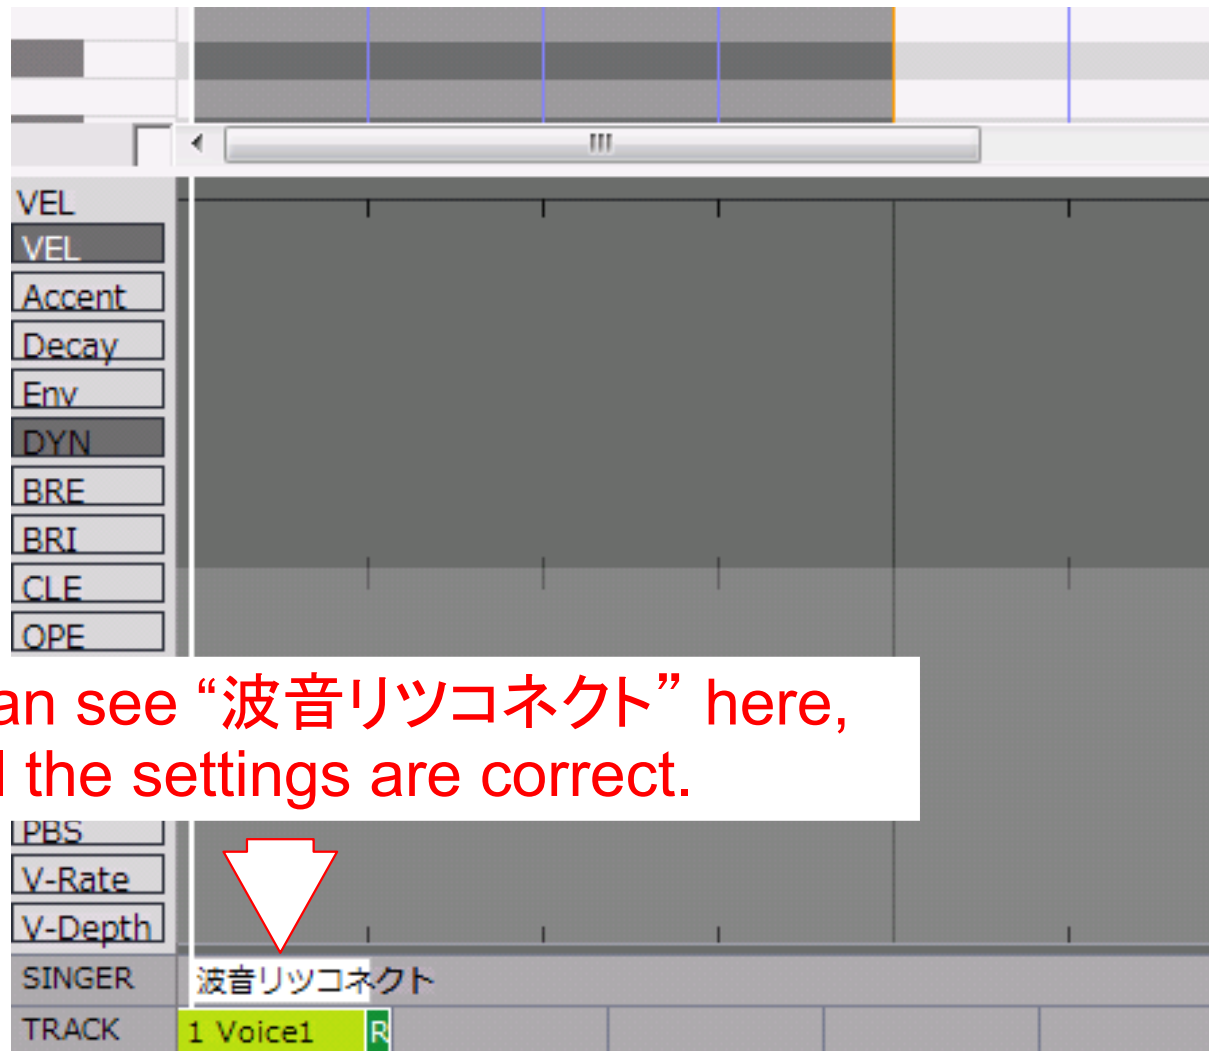 VEL
VEL
Accent
Decay
Env
DYN
BRE
BRI
CLE
OPE
an see “波音リツコネクト” here,
the settings are correct.
PBS
V-Rate
V-Depth
SINGER 波音リツコネクト
TRACK 1 Voice1 R